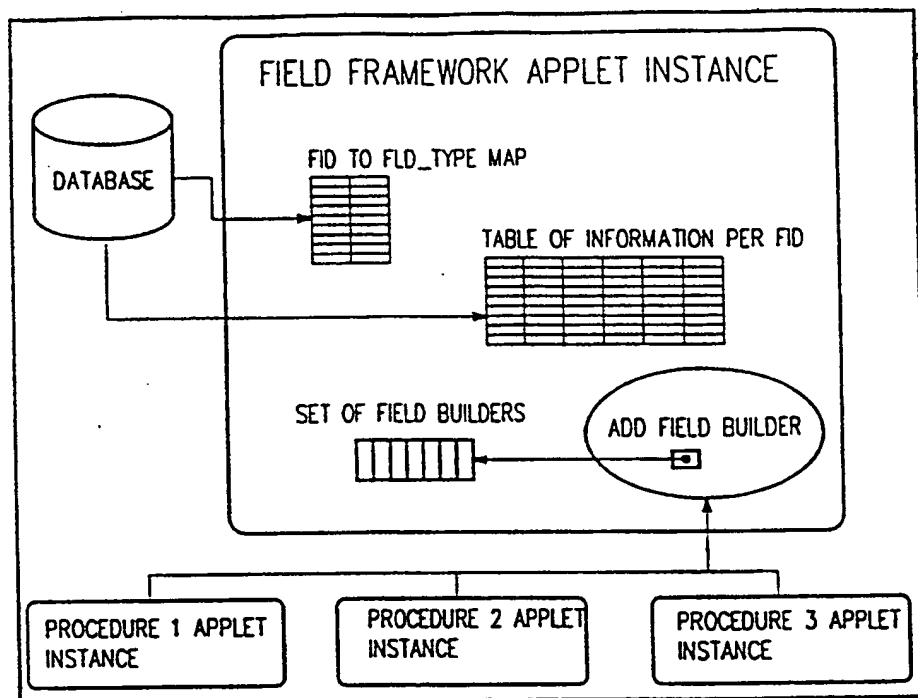 FIELD FRAMEWORK APPLET INSTANCE
DATABASE
FID TO FLD_TYPE MAP
TABLE OF INFORMATION PER FID
SET OF FIELD BUILDERS
ADD FIELD BUILDER
PROCEDURE 1 APPLET
INSTANCE
PROCEDURE 2 APPLET
INSTANCE
PROCEDURE 3 APPLET
INSTANCE